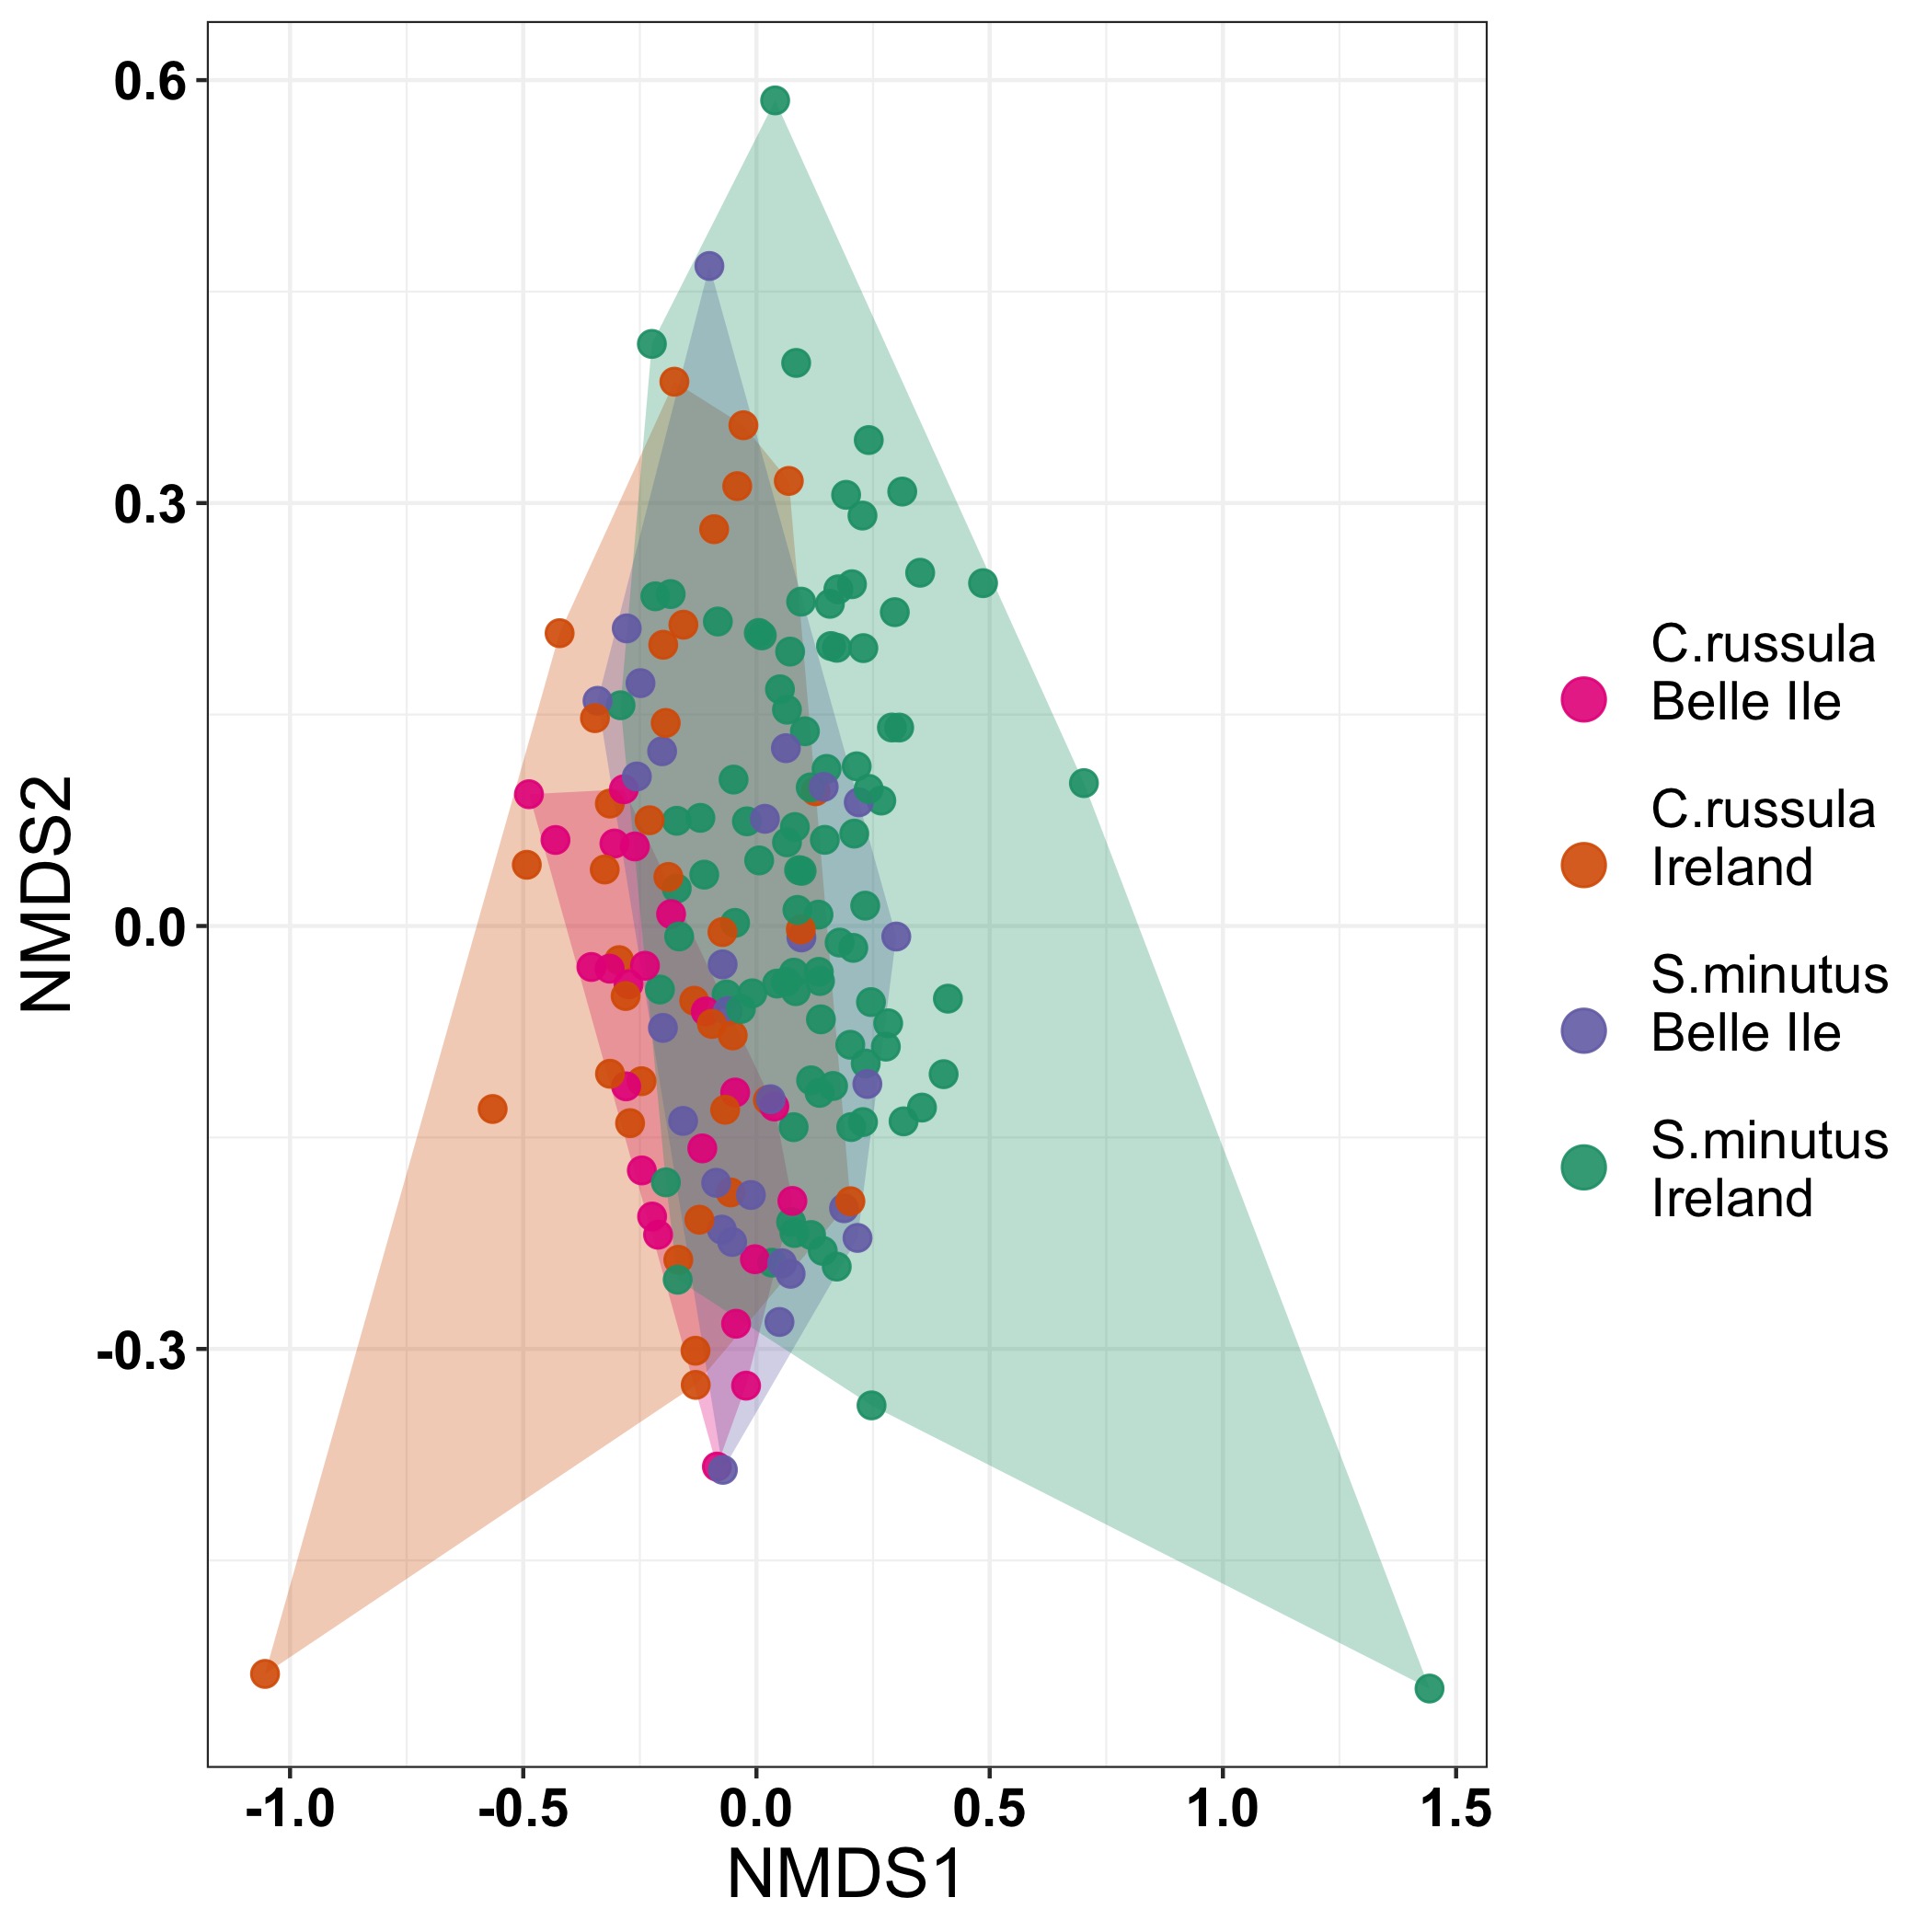 0.6
0.3
0.0
-0.3
NMDS2
-1.0 -0.5 0.0 0.5 1.0 1.5
NMDS1
C.russula
Belle Ile
C.russula
Ireland
S.minutus
Belle Ile
S.minutus
Ireland